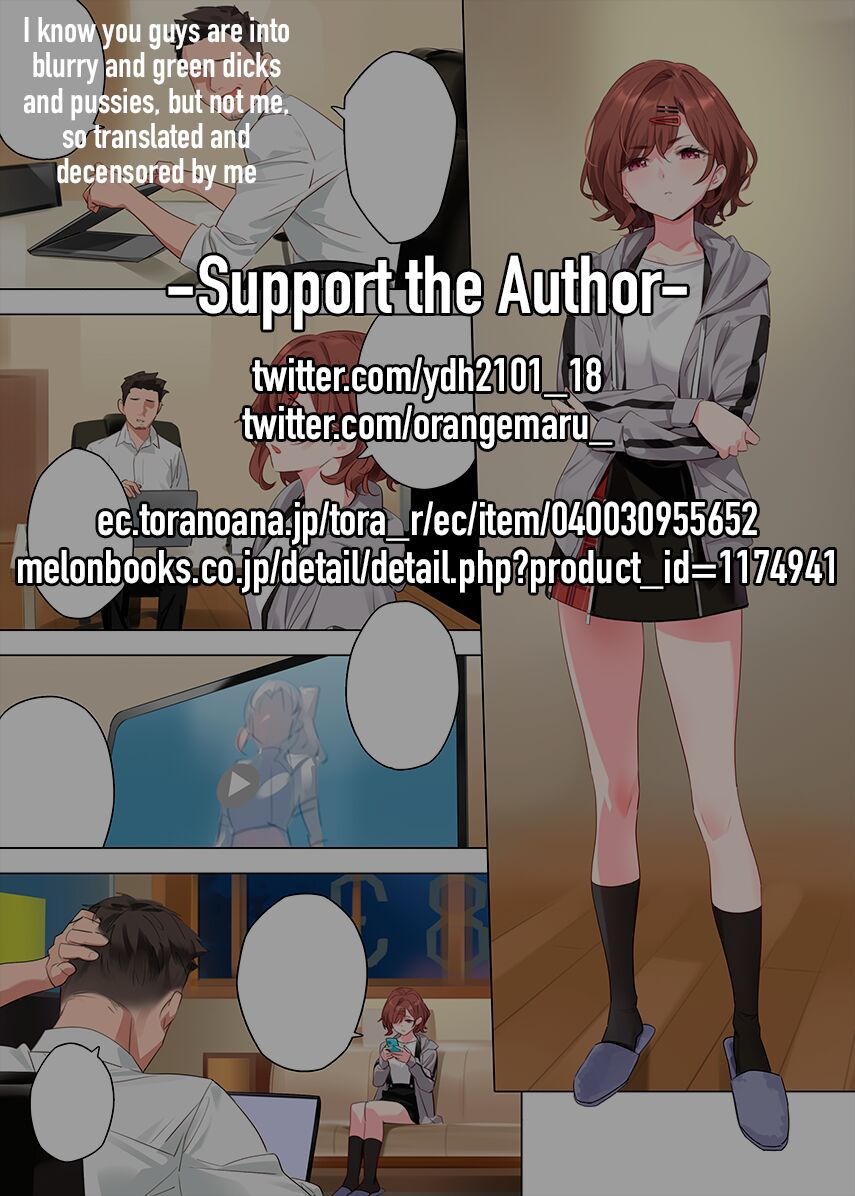 I know you guys are into
blurry and green dicks
and pussies, but not me,
so translated and
decensored by me
-Support the Author-
twitter.com/ydh2101_18
twitter.com/orangemaru_
ec.toranoana.jp/tora_r/ec/item/040030955652
melonbooks.co.jp/detail/detail.php?product_id=1174941